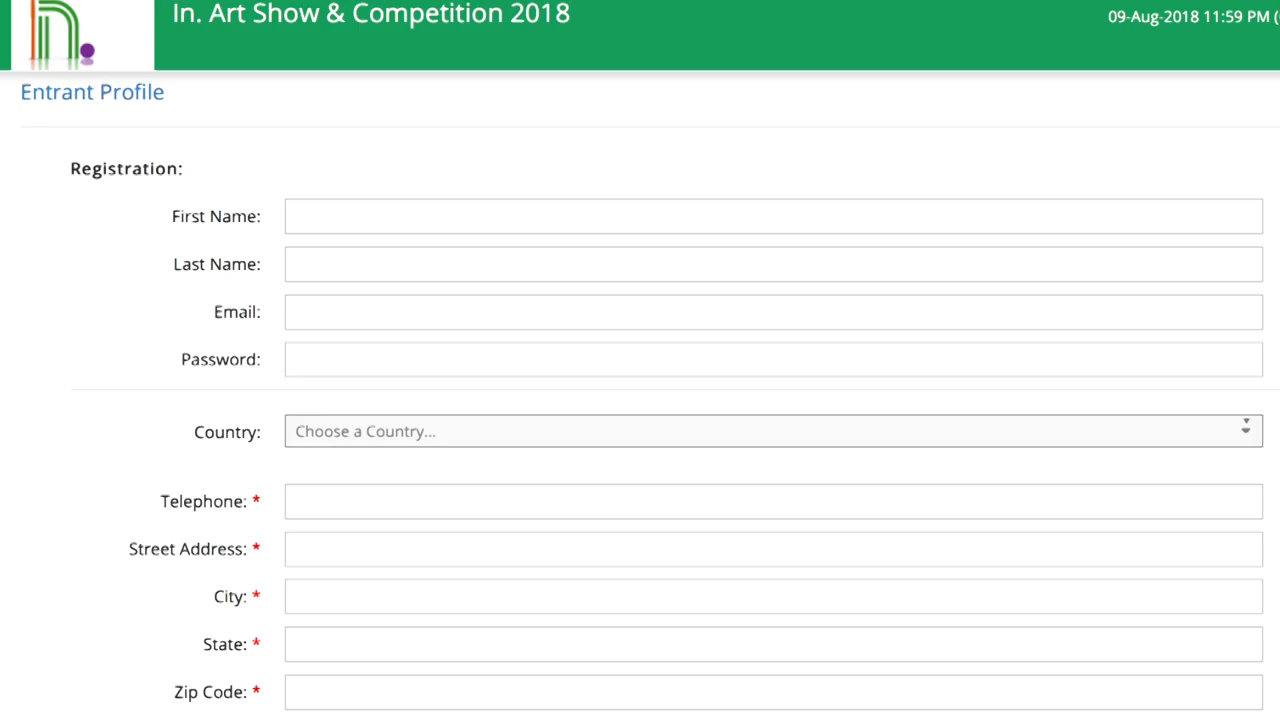 In. Art Show & Competition 2018
09-Aug-2018 11:59 PM (
n.
Entrant Profile
Registration:
First Name:
Last Name:
Email:
Password:
Country: Choose a Country...
Telephone: *
Street Address: *
City: *
State: *
Zip Code: *